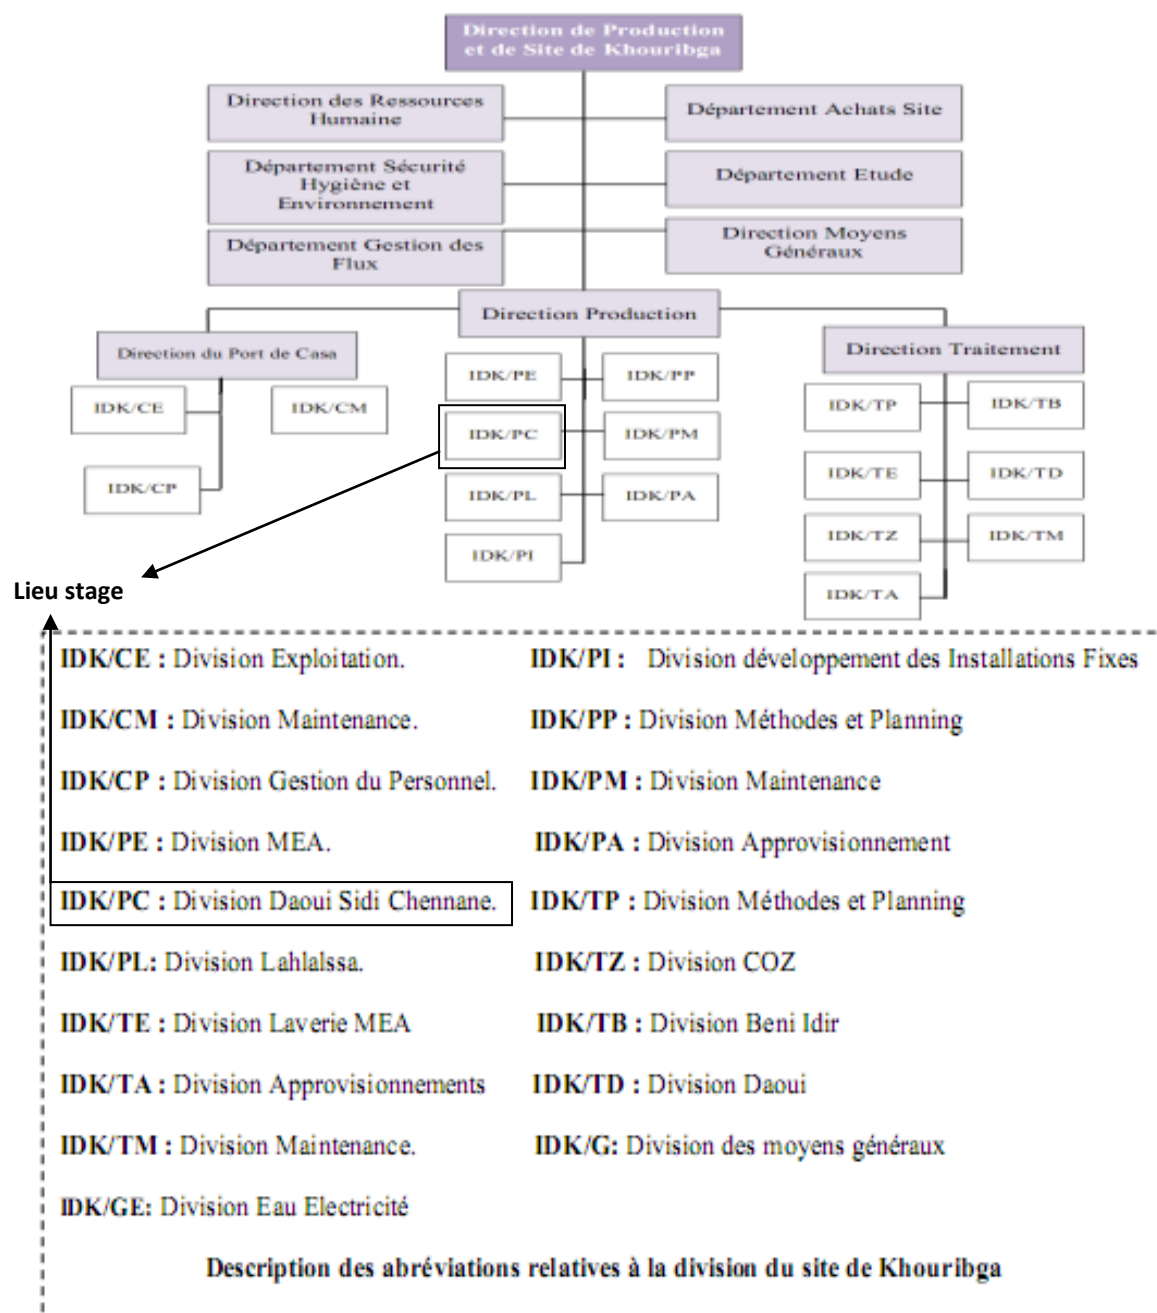 Direction de Production
et de Site de Khouribga
Direction des Ressources
Humaine
Département Achats Site
Département Sécurité
Hygiène et
Environnement
Département Etude
Département Gestion des
Flux
Direction Moyens
Généraux
Direction Production
Direction du Port de Casa
Direction Traitement
IDK/CE
IDK/CM
IDK/CP
IDK/PE
IDK/PP
IDK/PC
IDK/PM
IDK/PL
IDK/PA
IDK/PI
IDK/TP
IDK/TB
IDK/TE
IDK/TD
IDK/TZ
IDK/TM
IDK/TA
Lieu stage
IDK/CE : Division Exploitation.
IDK/PI : Division développement des Installations Fixes
IDK/CM : Division Maintenance.
IDK/PP : Division Méthodes et Planning
IDK/CP : Division Gestion du Personnel.
IDK/PM : Division Maintenance
IDK/PE : Division MEA.
IDK/PA : Division Approvisionnement
IDK/PC : Division Daoui Sidi Chennane.
IDK/TP : Division Méthodes et Planning
IDK/PL: Division Lahlalssa.
IDK/TZ : Division COZ
IDK/TE : Division Laverie MEA
IDK/TB : Division Beni Idir
IDK/TA : Division Approvisionnements
IDK/TD : Division Daoui
IDK/TM : Division Maintenance.
IDK/G: Division des moyens généraux
IDK/GE: Division Eau Electricité
Description des abréviations relatives à la division du site de Khouribga